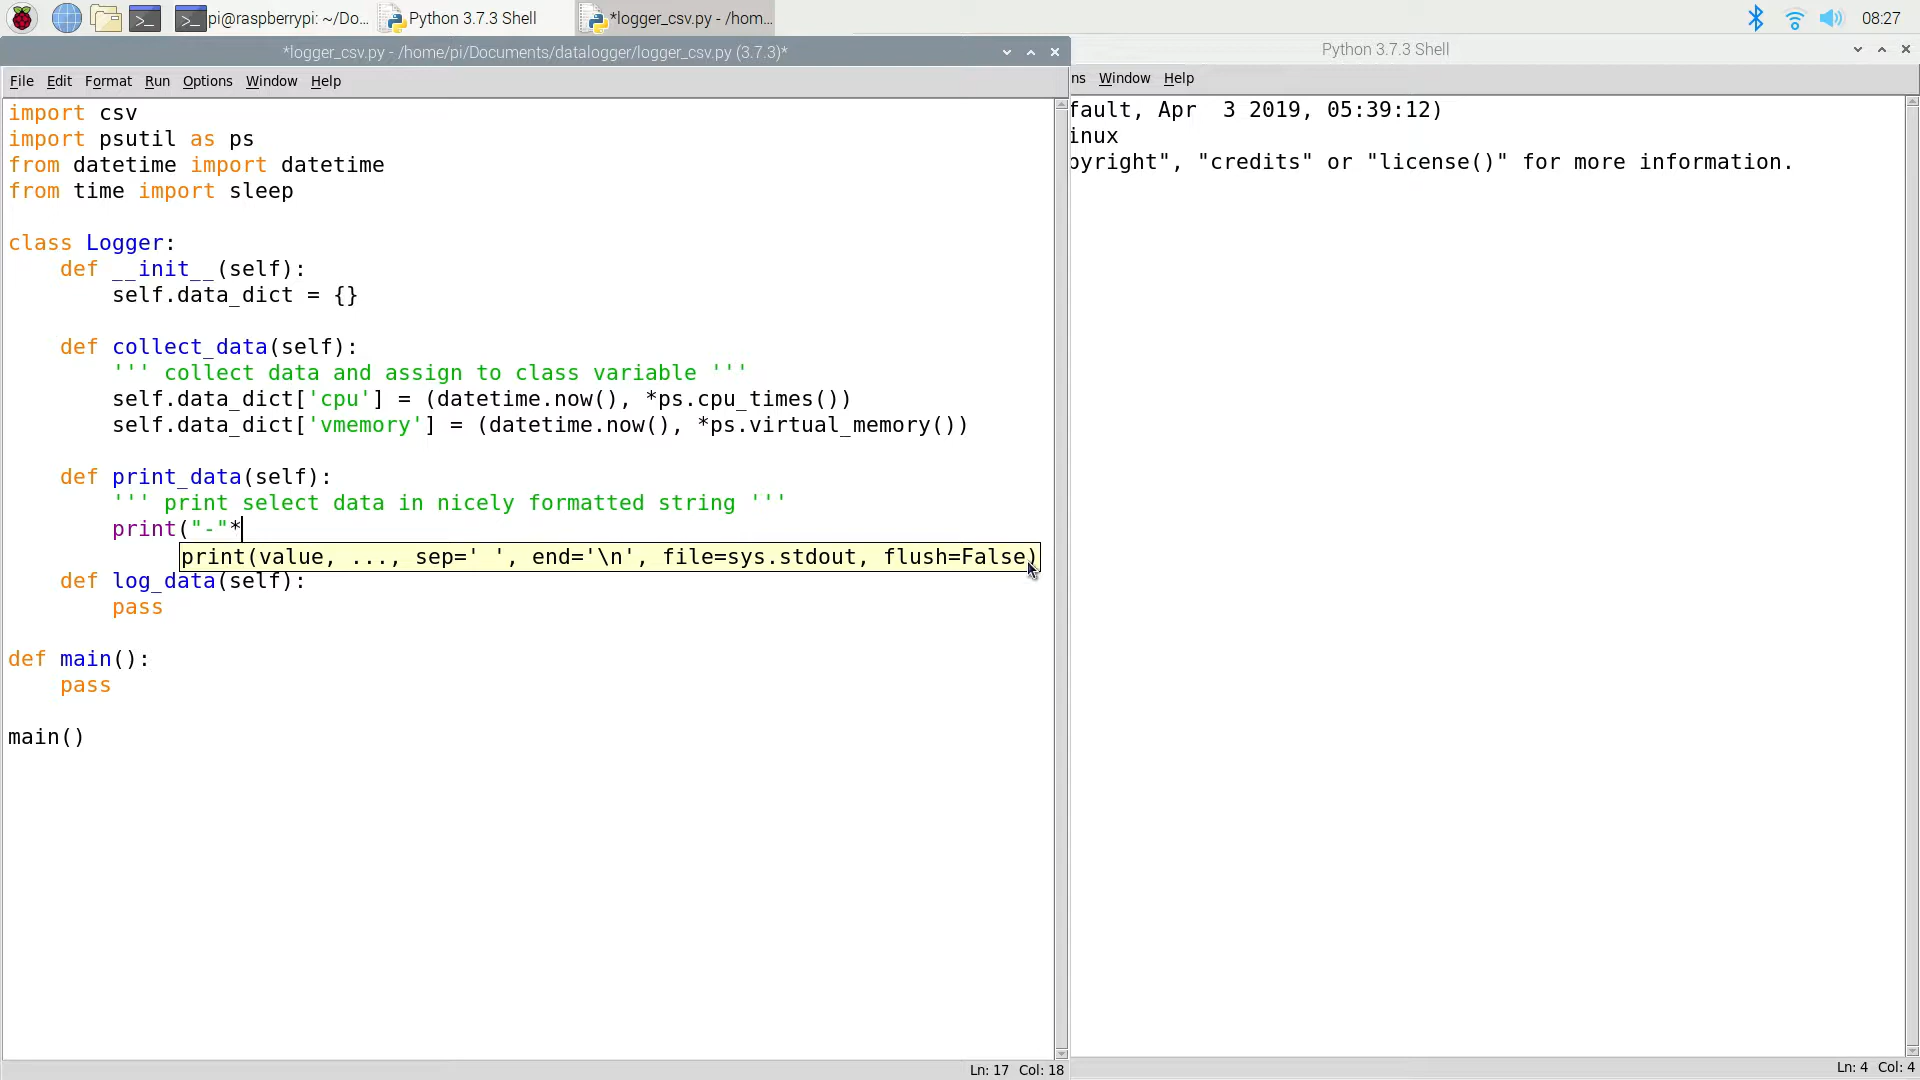 pi@raspberrypi: ~/Do... Python 3.7.3 Shell *logger_csv.py - /hom... 08:27
*logger_csv.py - /home/pi/Documents/datalogger/logger_csv.py (3.7.3)*
File Edit Format Run Options Window Help
import csv
import psutil as ps
from datetime import datetime
from time import sleep
class Logger:
    def __init__(self):
        self.data_dict = {}
    def collect_data(self):
        ''' collect data and assign to class variable '''
        self.data_dict['cpu'] = (datetime.now(), *ps.cpu_times())
        self.data_dict['vmemory'] = (datetime.now(), *ps.virtual_memory())
    def print_data(self):
        ''' print select data in nicely formatted string '''
        print("-"*
print(value, ..., sep=' ', end='\n', file=sys.stdout, flush=False)
    def log_data(self):
        pass
def main():
    pass
main()
Ln: 17 Col: 18
Python 3.7.3 Shell
ns Window Help
fault, Apr  3 2019, 05:39:12)
inux
pyright", "credits" or "license()" for more information.
Ln: 4 Col: 4